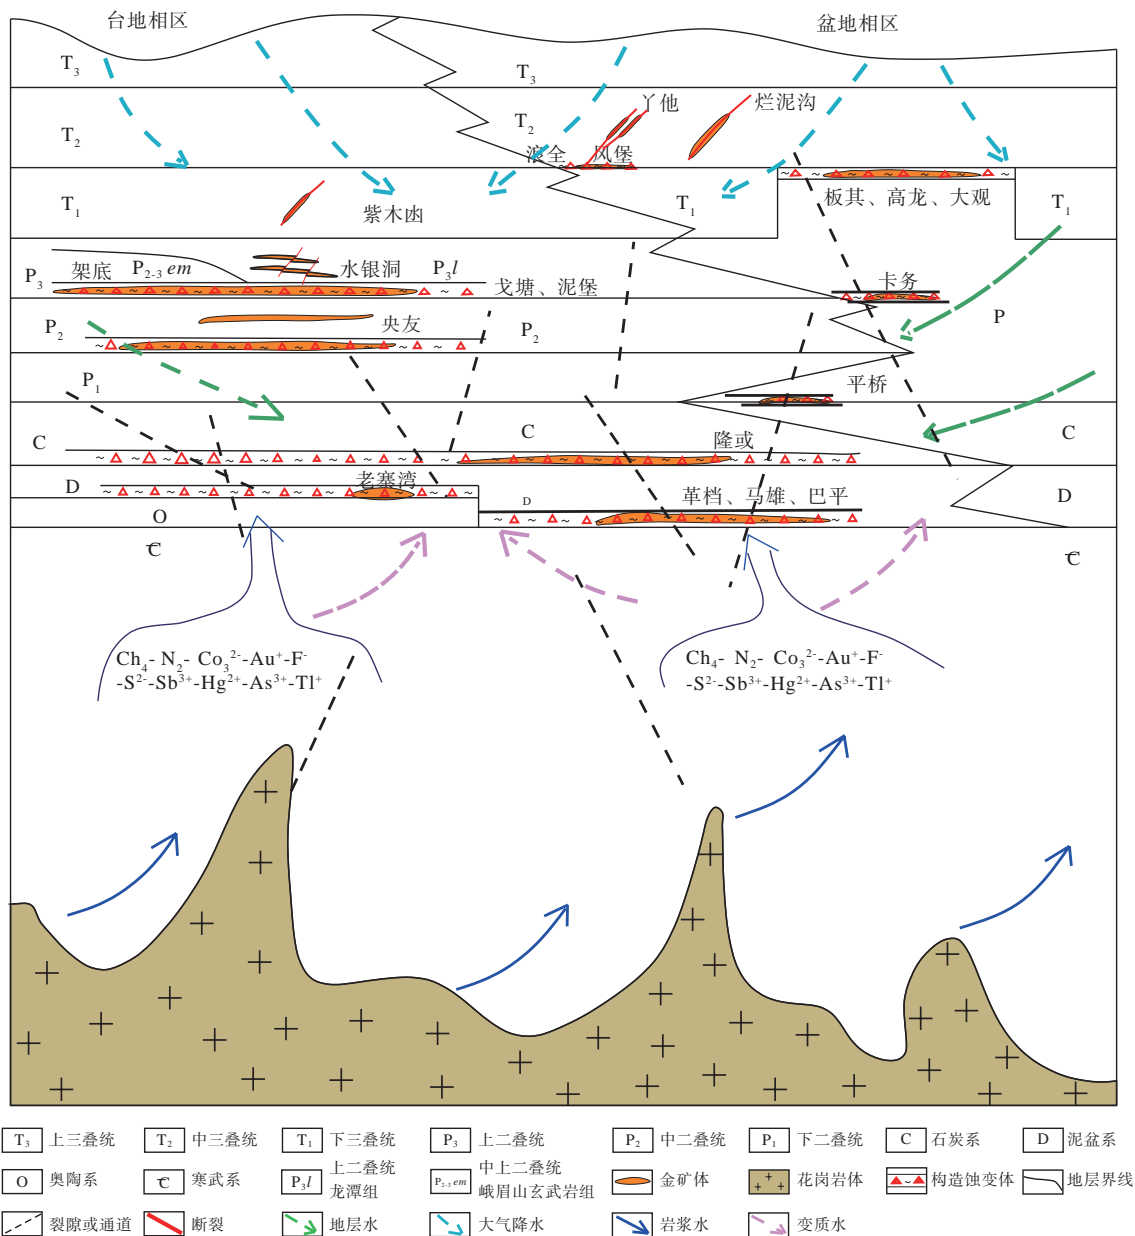 台地相区
盆地相区
T3
T3
T2
T2
丫他
烂泥沟
风堡
T1
紫木凼
T1
板其、高龙、大观
T1
P3
架底
P2-3 em
水银洞
P3l
戈塘、泥堡
卡务
P2
央友
P2
P
P1
平桥
C
C
隆或
C
D
老寨湾
D
革档、马雄、巴平
D
O
Ꞓ
Ꞓ
Ch4- N2- Co3 2--Au+-F-
-S2--Sb3+-Hg2+-As3+-Tl+
Ch4- N2- Co3 2--Au+-F-
-S2--Sb3+-Hg2+-As3+-Tl+
T3 上三叠统 T2 中三叠统 T1 下三叠统 P3 上二叠统 P2 中二叠统 P1 下二叠统 C 石炭系 D 泥盆系
O 奥陶系 Ꞓ 寒武系 P3l 上二叠统龙潭组 P2-3 em 中上二叠统峨眉山玄武岩组 金矿体 花岗岩体 构造蚀变体 地层界线
裂隙或通道 断裂 地层水 大气降水 岩浆水 变质水